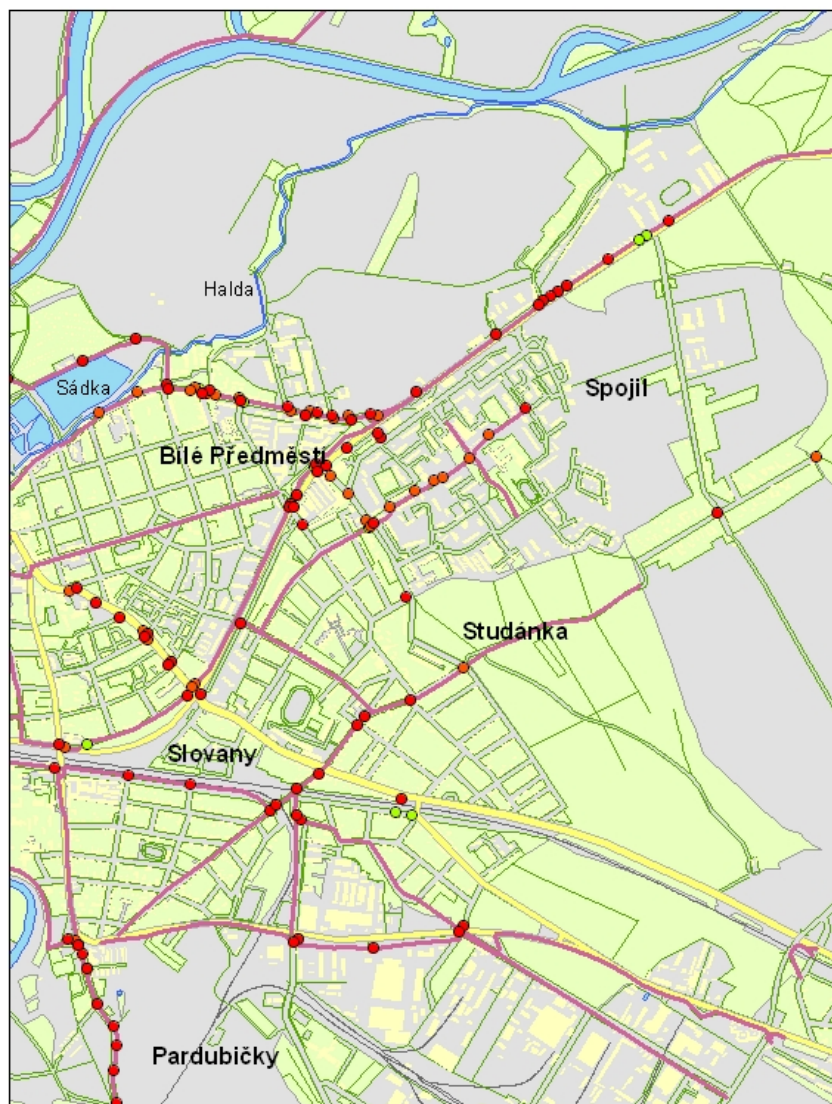 Halda
Sádka
Spojil
Bílé Předměstí
Studánka
Slovany
Pardubičky